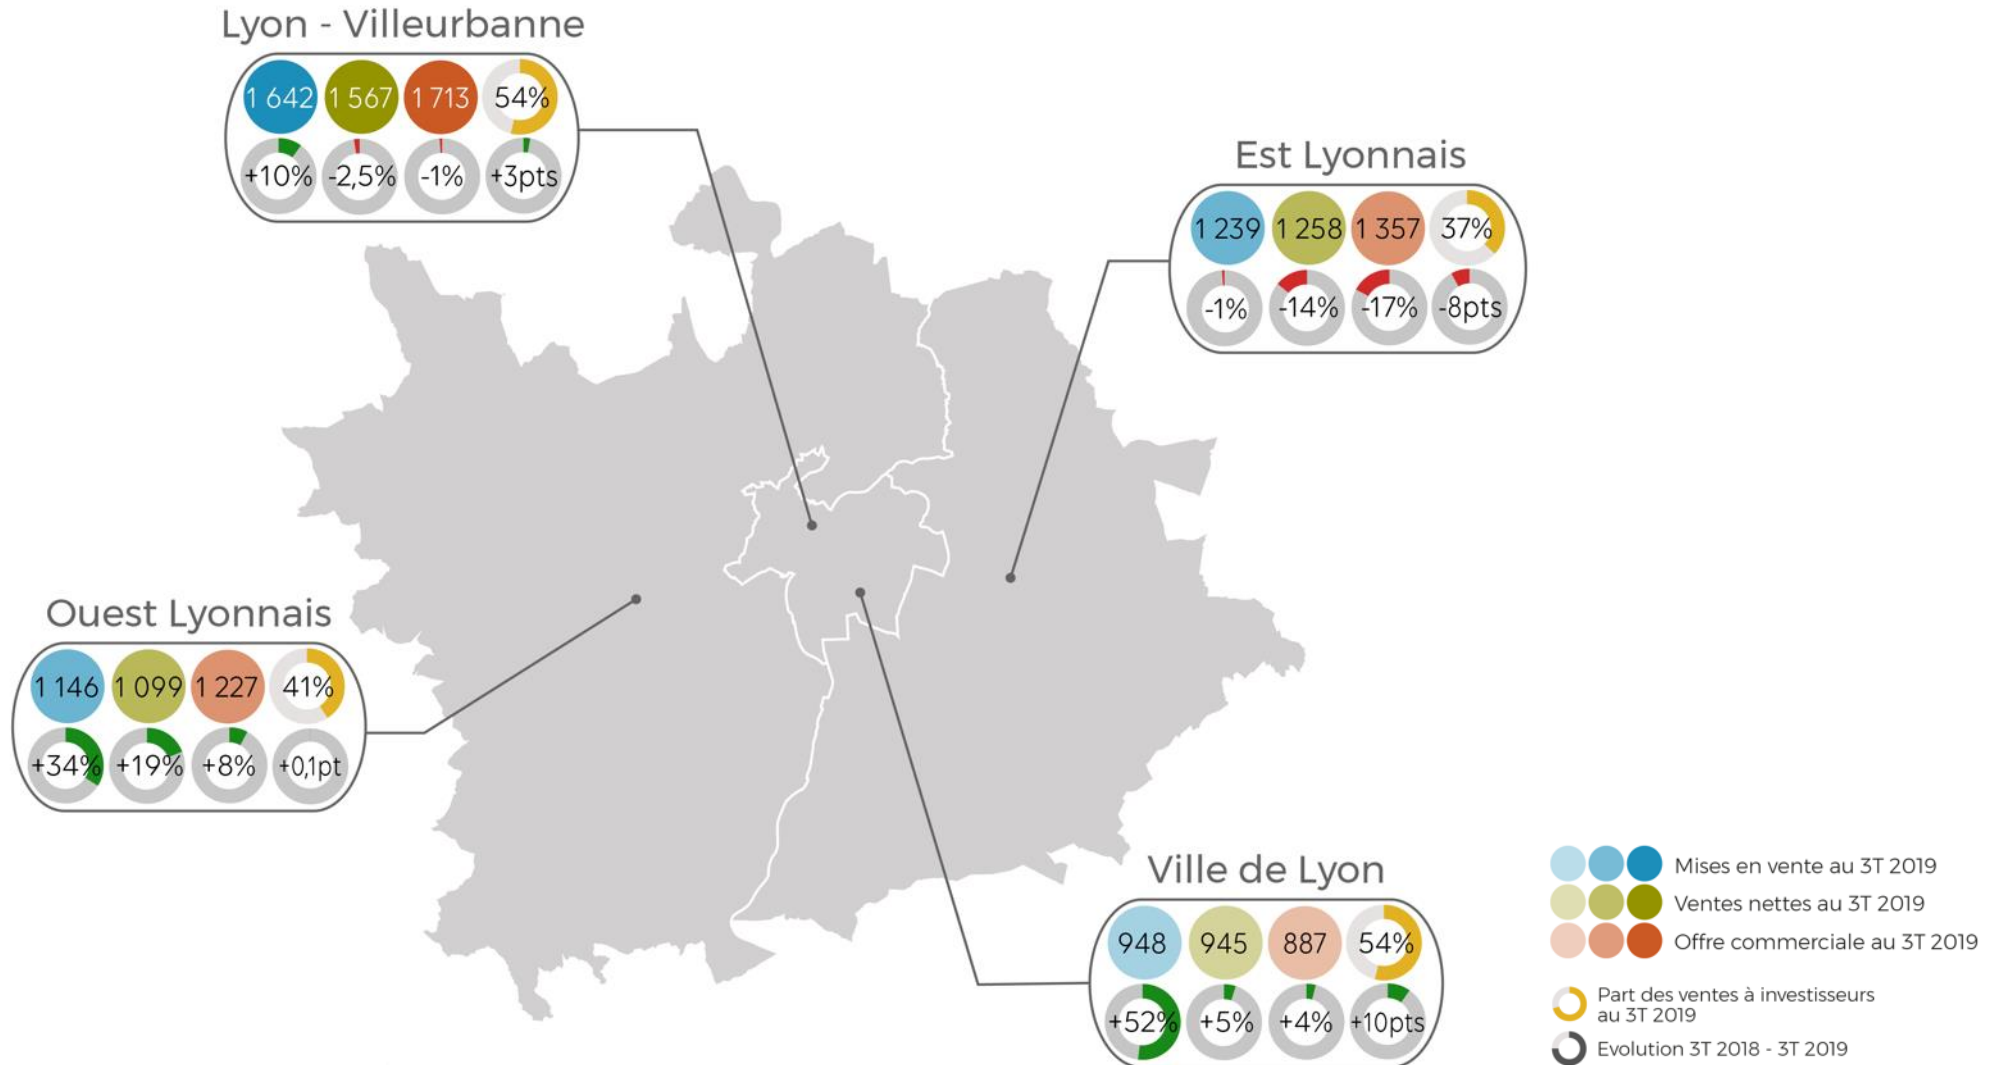 Lyon - Villeurbanne
1 642 1 567 1 713 54%
+10% -2,5% -1% +3pts
Est Lyonnais
1 239 1 258 1 357 37%
-1% -14% -17% -8pts
Ouest Lyonnais
1 146 1 099 1 227 41%
+34% +19% +8% +0,1pt
Ville de Lyon
948 945 887 54%
+52% +5% +4% +10pts
Mises en vente au 3T 2019
Ventes nettes au 3T 2019
Offre commerciale au 3T 2019
Part des ventes à investisseurs
au 3T 2019
Evolution 3T 2018 - 3T 2019